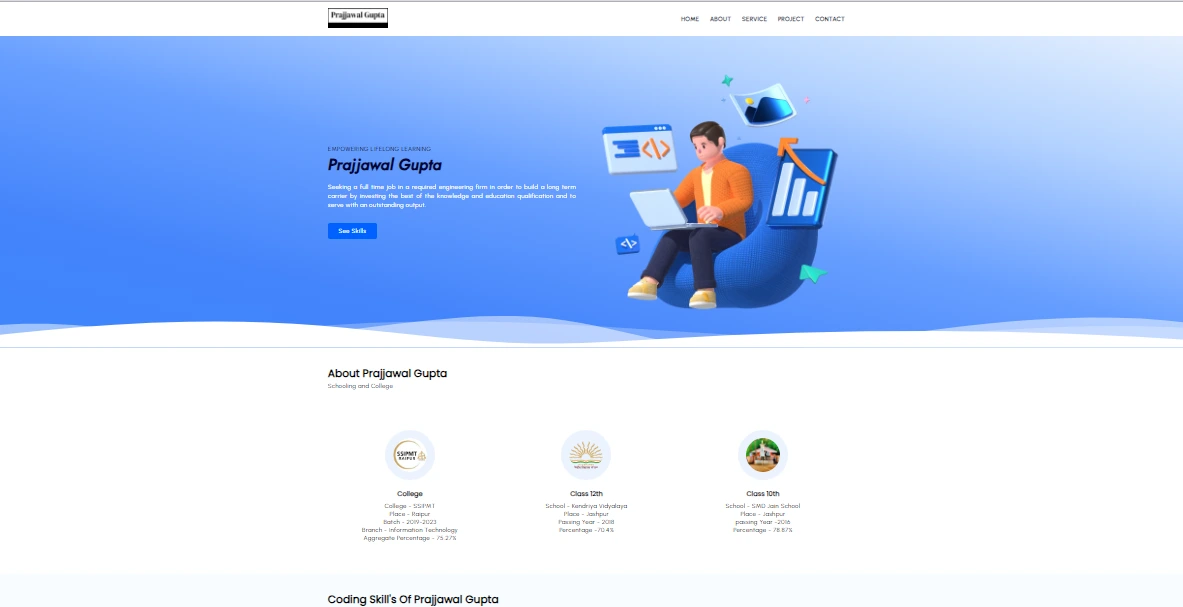 Prajjawal Gupta
HOME ABOUT SERVICE PROJECT CONTACT
EMPOWERING LIFELONG LEARNING
Prajjawal Gupta
Seeking a full time job in a required engineering firm in order to build a long term
carrier by investing the best of the knowledge and education qualification and to
serve with an outstanding output
See Skills
About Prajjawal Gupta
Schooling and College
SSIPMT
RAIPUR
College
College - SSIPMT
Place - Raipur
Batch - 2019-2023
Branch - Information Technology
Aggregate Percentage - 75.27%
Class 12th
School - Kendriya Vidyalaya
Place - Jashpur
Passing Year - 2018
Percentage -70.4%
Class 10th
School - SMD Jain School
Place - Jashpur
passing Year -2016
Percentage - 78.87%
Coding Skill's Of Prajjawal Gupta